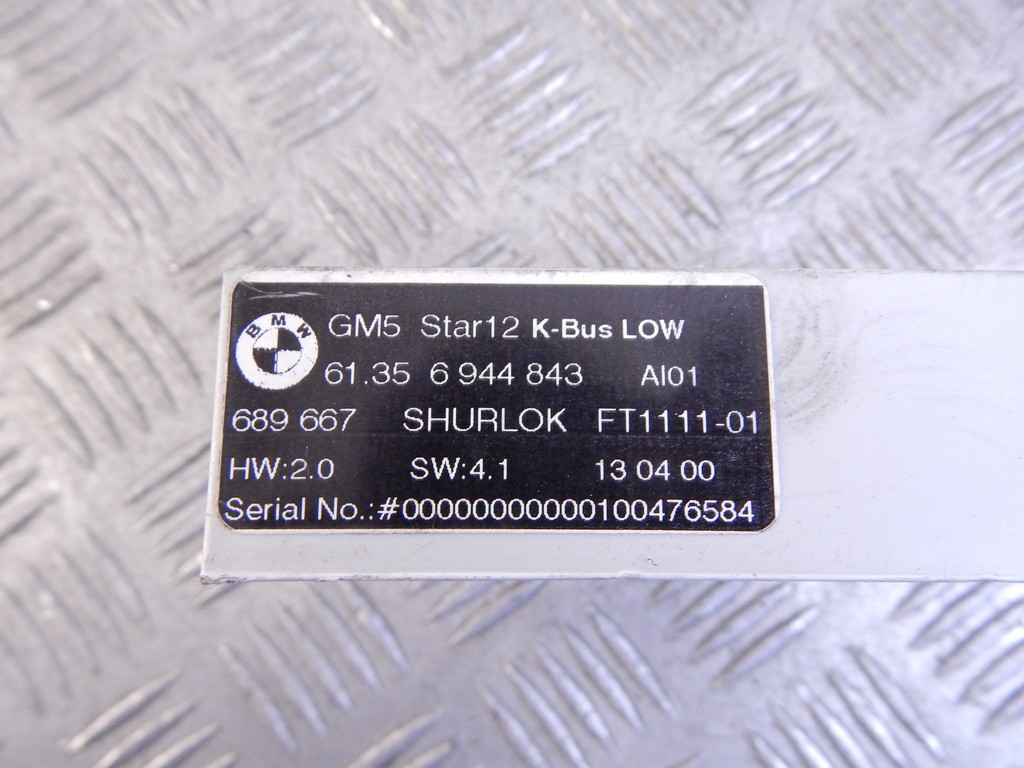 BMW
GM5 Star12 K-Bus LOW
61.35 6 944 843 AI01
689 667 SHURLOK FT1111-01
HW:2.0 SW:4.1 13 04 00
Serial No.:#00000000000100476584